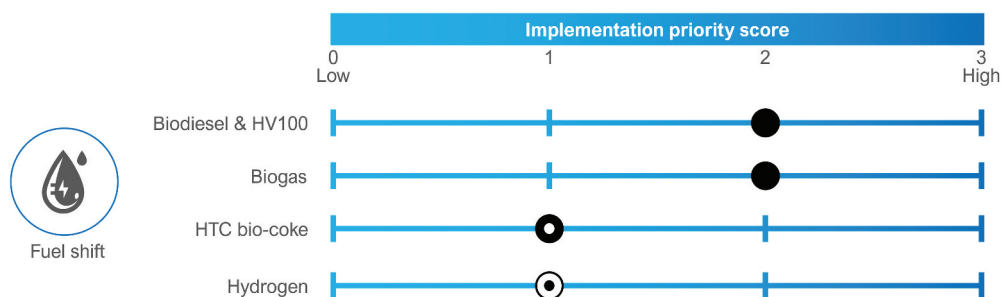 Implementation priority score
0 1 2 3
Low High
Biodiesel & HV100
Biogas
HTC bio-coke
Hydrogen
Fuel shift